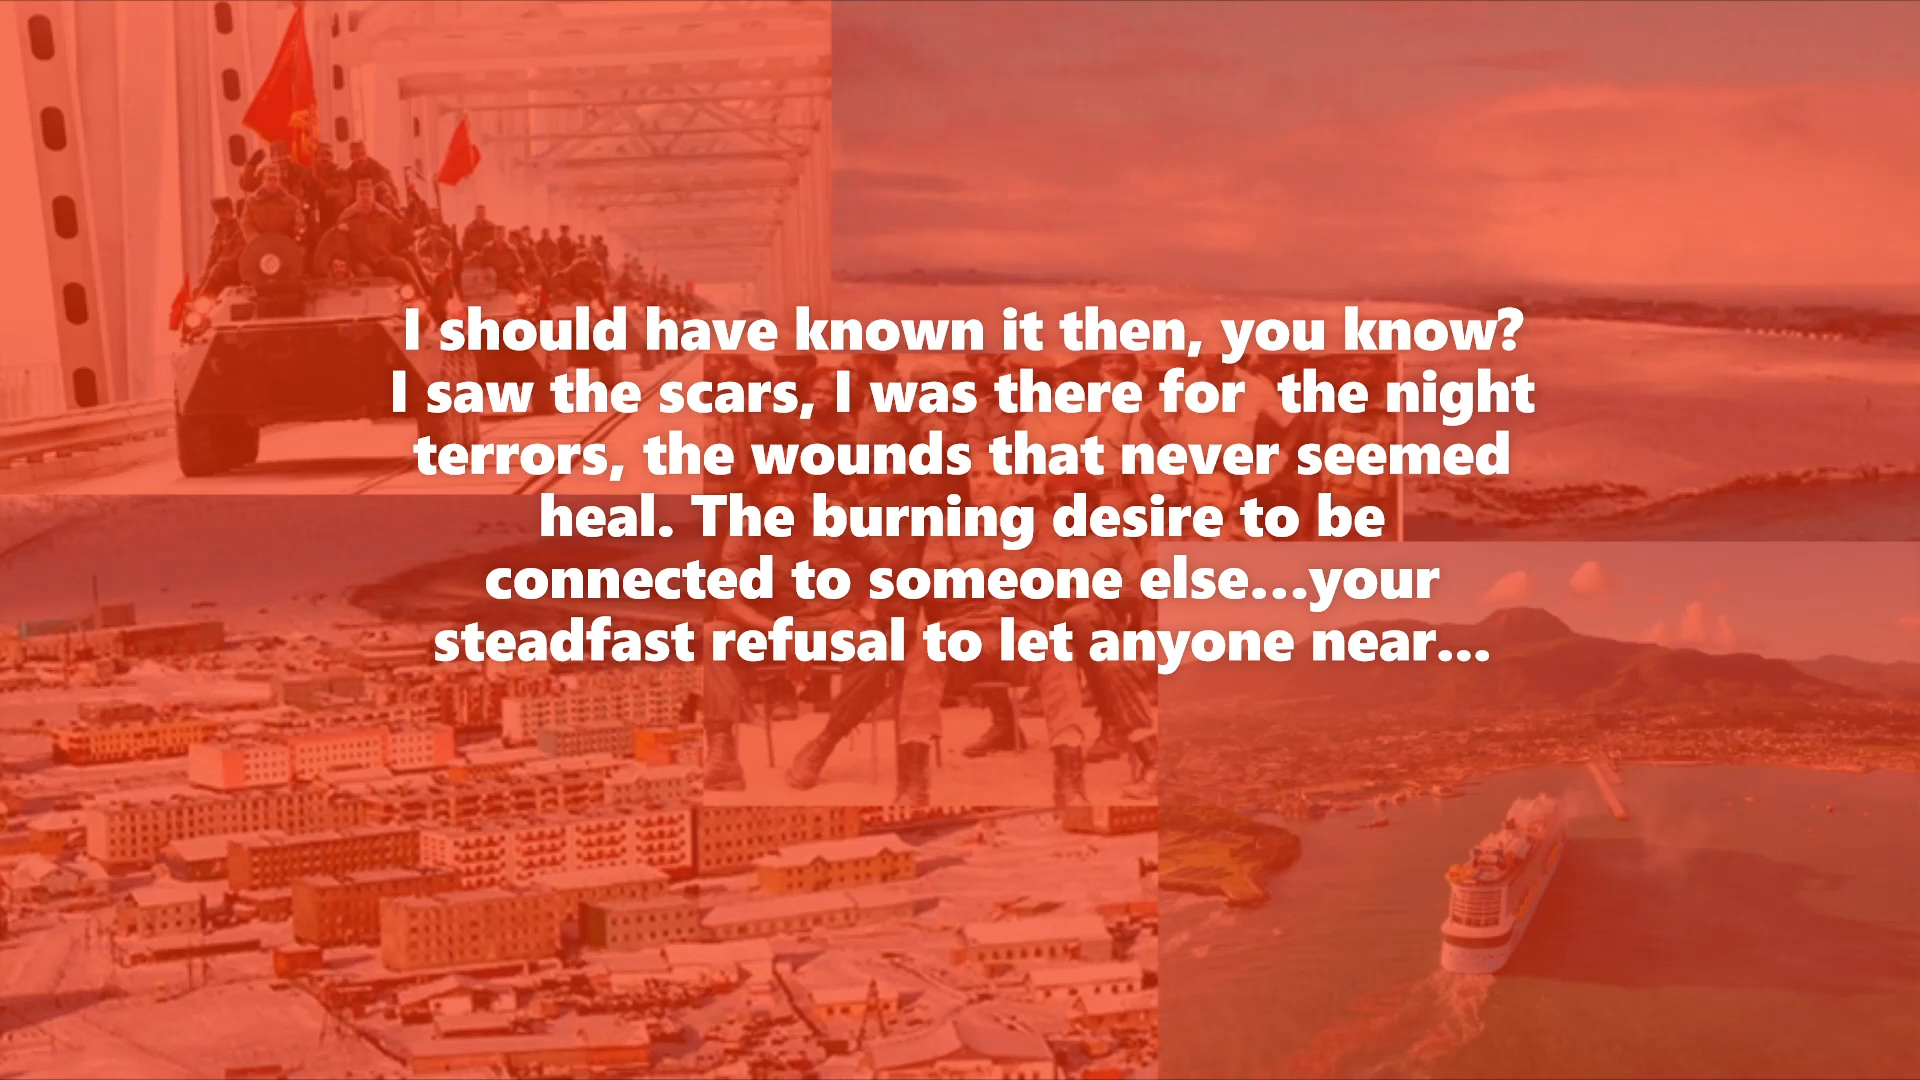 I should have known it then, you know?
I saw the scars, I was there for  the night
terrors, the wounds that never seemed
heal. The burning desire to be
connected to someone else...your
steadfast refusal to let anyone near...